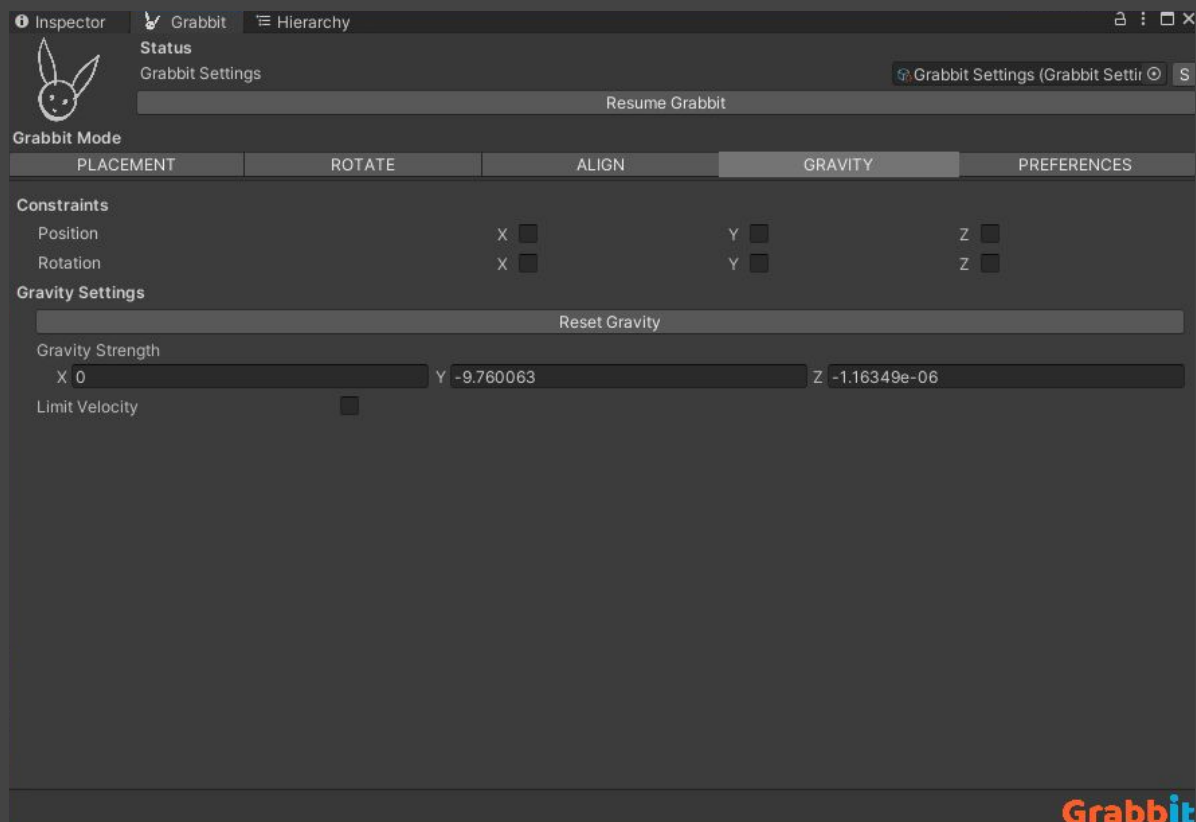 Inspector Grabbit Hierarchy
Status
Grabbit Settings Grabbit Settings (Grabbit Settir S
Resume Grabbit
Grabbit Mode
PLACEMENT ROTATE ALIGN GRAVITY PREFERENCES
Constraints
Position X Y Z
Rotation X Y Z
Gravity Settings
Reset Gravity
Gravity Strength
X 0 Y -9.760063 Z -1.16349e-06
Limit Velocity
Grabbit